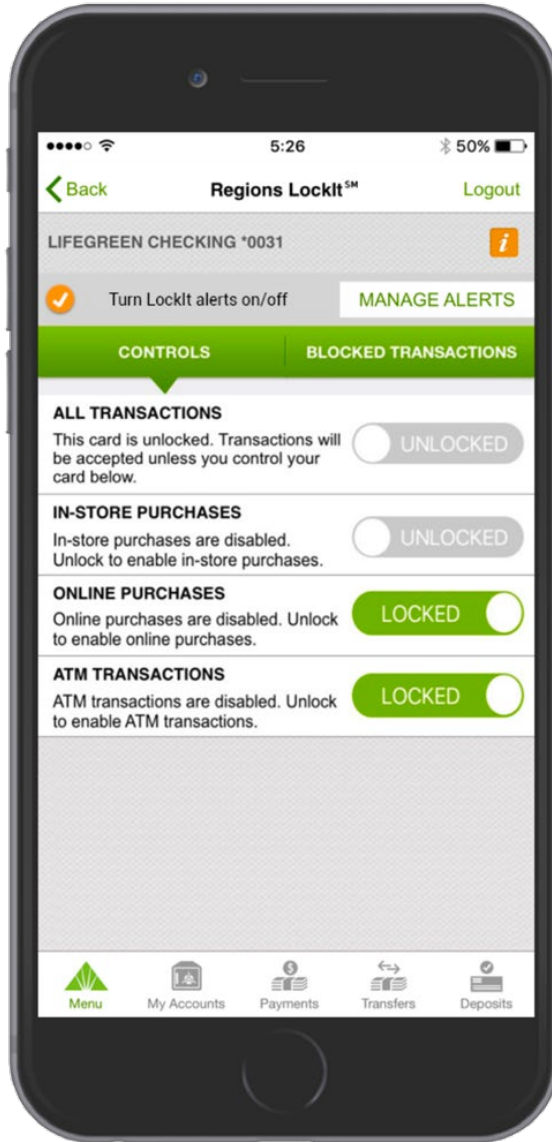 5:26
50%
Back
Regions LockIt℠
Logout
LIFEGREEN CHECKING *0031
i
Turn LockIt alerts on/off
MANAGE ALERTS
CONTROLS
BLOCKED TRANSACTIONS
ALL TRANSACTIONS
This card is unlocked. Transactions will
be accepted unless you control your
card below.
UNLOCKED
IN-STORE PURCHASES
In-store purchases are disabled.
Unlock to enable in-store purchases.
UNLOCKED
ONLINE PURCHASES
Online purchases are disabled. Unlock
to enable online purchases.
LOCKED
ATM TRANSACTIONS
ATM transactions are disabled. Unlock
to enable ATM transactions.
LOCKED
Menu
My Accounts
Payments
Transfers
Deposits